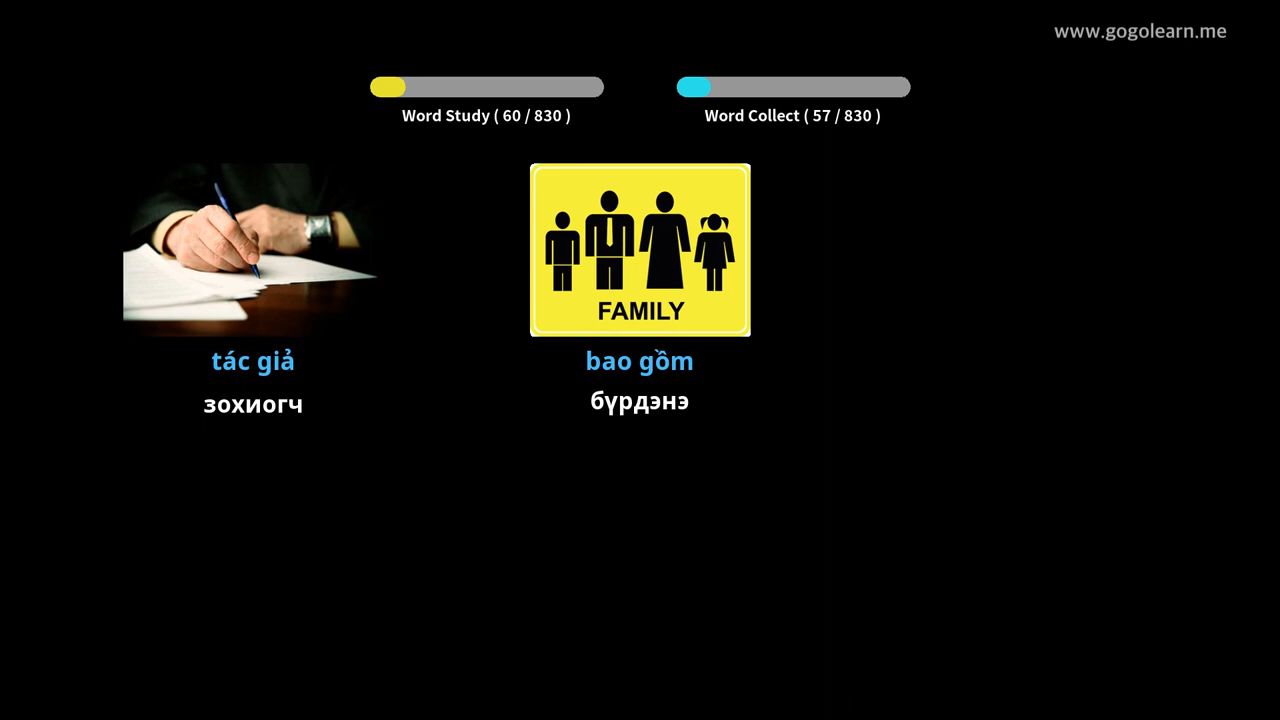 www.gogolearn.me
Word Study ( 60 / 830 )
Word Collect ( 57 / 830 )
FAMILY
tác giả
bao gồm
зохиогч
бүрдэнэ